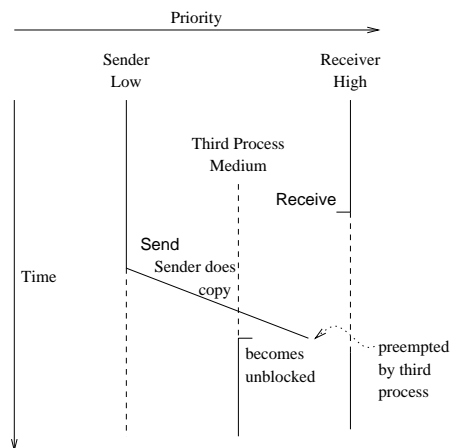 Priority
Sender
Low
Receiver
High
Third Process
Medium
Receive
Send
Sender does
copy
Time
becomes
unblocked
preempted
by third
process